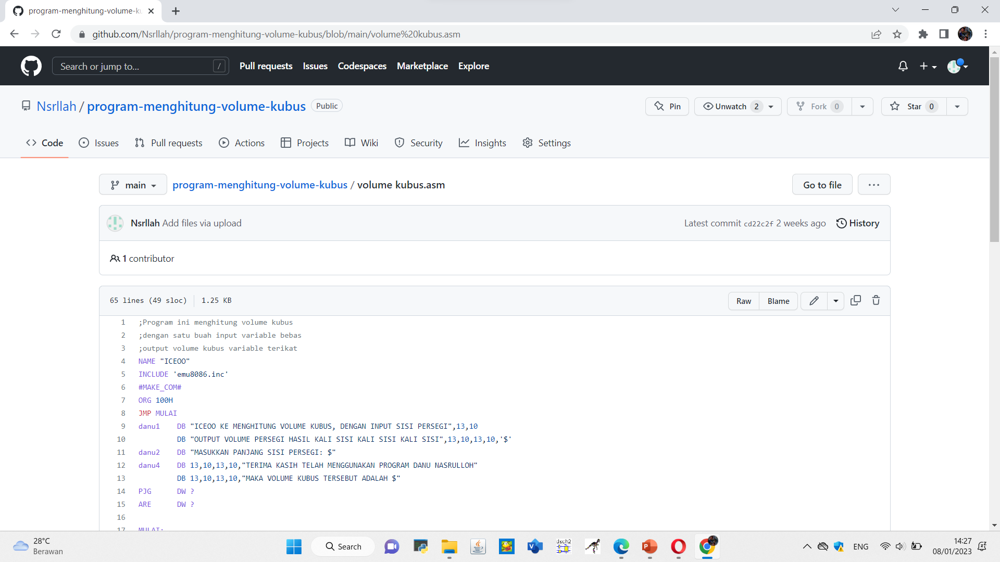 program-menghitung-volume-ku
github.com/Nsrllah/program-menghitung-volume-kubus/blob/main/volume%20kubus.asm
Search or jump to... / Pull requests Issues Codespaces Marketplace Explore
Nsrllah / program-menghitung-volume-kubus Public Pin Unwatch 2 Fork 0 Star 0
Code Issues Pull requests Actions Projects Wiki Security Insights Settings
main program-menghitung-volume-kubus / volume kubus.asm Go to file ...
Nsrllah Add files via upload Latest commit cd22c2f 2 weeks ago History
1 contributor
65 lines (49 sloc) 1.25 KB Raw Blame
1 ;Program ini menghitung volume kubus
2 ;dengan satu buah input variable bebas
3 ;output volume kubus variable terikat
4 NAME "ICEOO"
5 INCLUDE 'emu8086.inc'
6 #MAKE_COM#
7 ORG 100H
8 JMP MULAI
9 danu1 DB "ICEOO KE MENGHITUNG VOLUME KUBUS, DENGAN INPUT SISI PERSEGI",13,10
10 DB "OUTPUT VOLUME PERSEGI HASIL KALI SISI KALI SISI KALI SISI",13,10,13,10,'$'
11 danu2 DB "MASUKKAN PANJANG SISI PERSEGI: $"
12 danu4 DB 13,10,13,10,"TERIMA KASIH TELAH MENGGUNAKAN PROGRAM DANU NASRULLOH"
13 DB 13,10,13,10,"MAKA VOLUME KUBUS TERSEBUT ADALAH $"
14 PJG DW ?
15 ARE DW ?
16
17 MULAI:
28°C
Berawan
Search
dsch2
ENG
14:27
08/01/2023